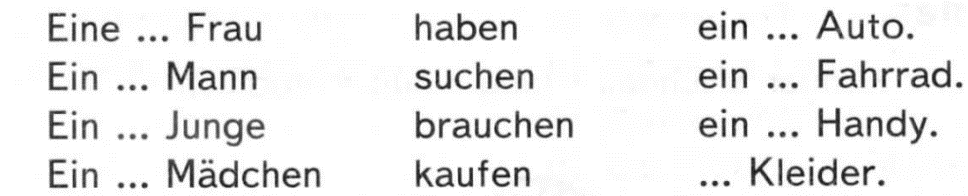 Eine ... Frau haben ein ... Auto.
Ein ... Mann suchen ein ... Fahrrad.
Ein ... Junge brauchen ein ... Handy.
Ein ... Mädchen kaufen ... Kleider.